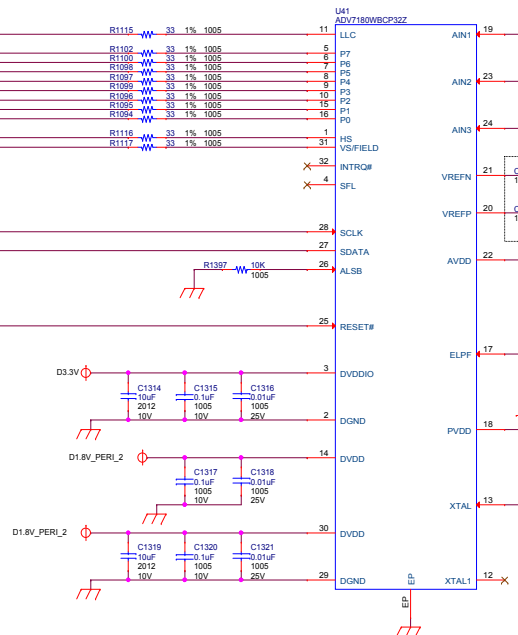 U41
ADV7180WBCP32Z
R1115 33 1% 1005 11 LLC AIN1 19
R1102 33 1% 1005 5 P7
R1100 33 1% 1005 6 P6
R1098 33 1% 1005 7 P5
R1097 33 1% 1005 8 P4 AIN2 23
R1099 33 1% 1005 9 P3
R1096 33 1% 1005 10 P2
R1095 33 1% 1005 15 P1
R1094 33 1% 1005 16 P0
AIN3 24
R1116 33 1% 1005 1 HS
R1117 33 1% 1005 31 VS/FIELD
32 INTRQ#
VREFN 21
4 SFL
VREFP 20
28 SCLK
27 SDATA
AVDD 22
R1397 10K 26 ALSB
1005
25 RESET#
ELPF 17
D3.3V 3 DVDDIO
C1314 C1315 C1316
10uF 0.1uF 0.01uF
2012 1005 1005
10V 10V 25V
2 DGND
PVDD 18
D1.8V_PERI_2 14 DVDD
C1317 C1318
0.1uF 0.01uF
1005 1005
10V 25V
XTAL 13
D1.8V_PERI_2 30 DVDD
C1319 C1320 C1321
10uF 0.1uF 0.01uF
2012 1005 1005
10V 10V 25V
29 DGND EP XTAL1 12
EP